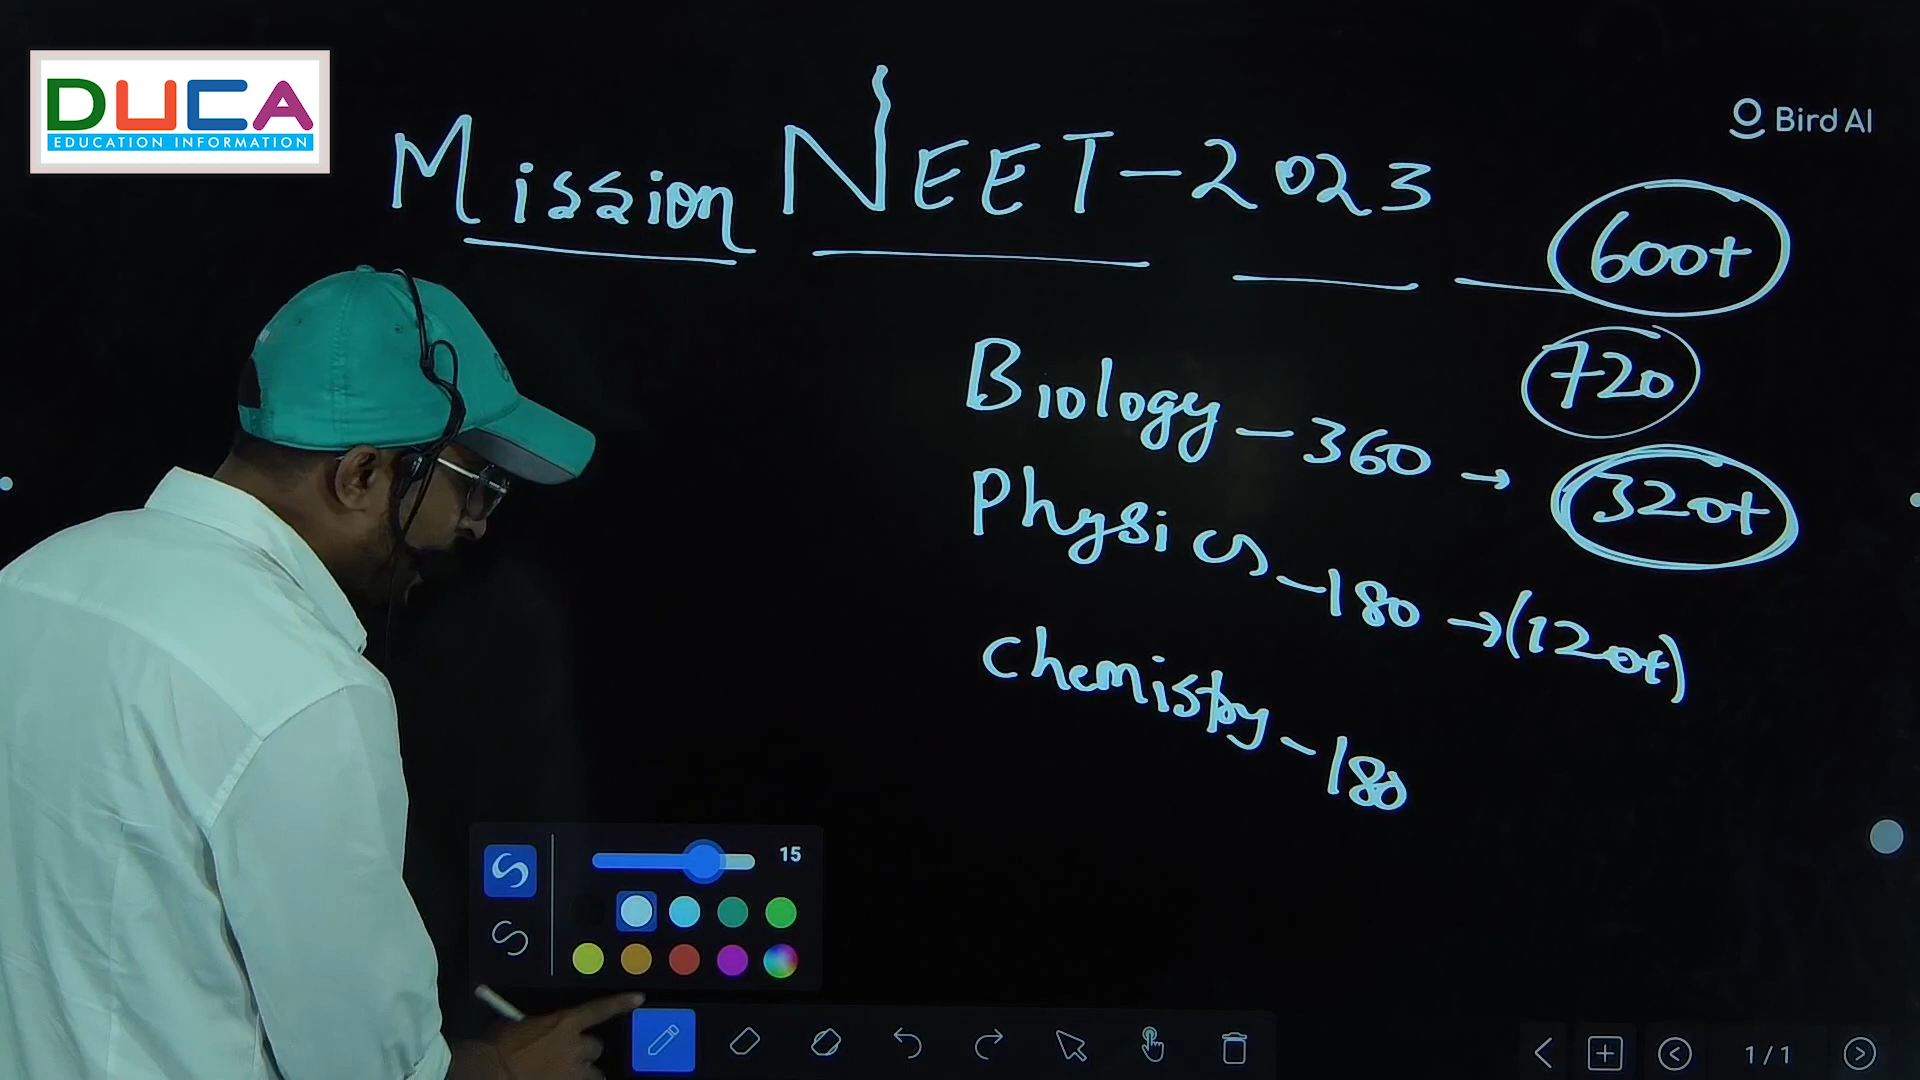 DUCA
EDUCATION INFORMATION
Bird AI
Mission NEET-2023
600+
720
Biology - 360 → 320+
Physics - 180 → (120+)
Chemistry - 180
15
1 / 1